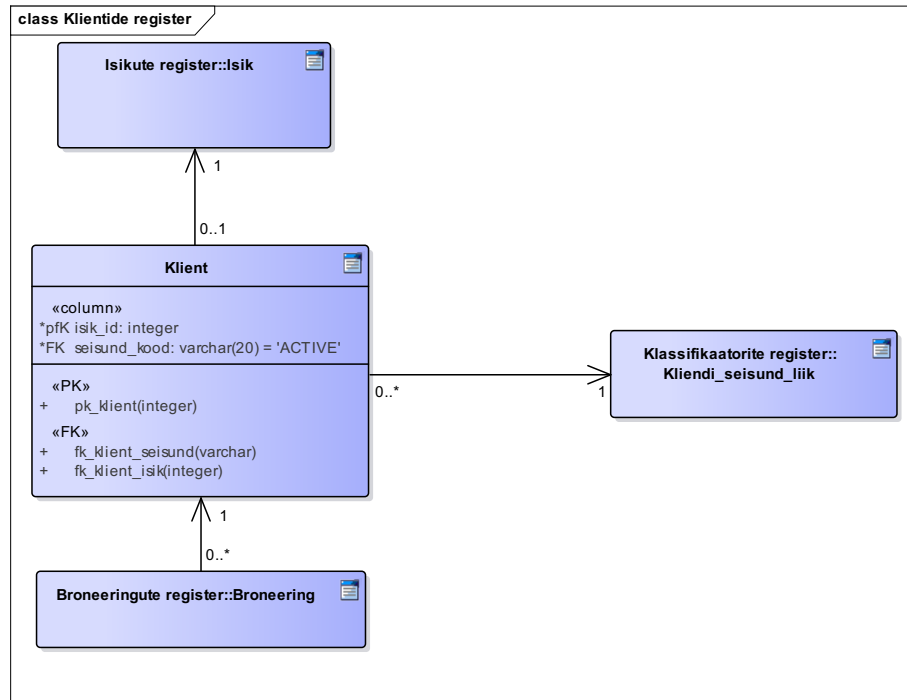 class Klientide register
Isikute register::Isik
1
0..1
Klient
«column»
*pfK isik_id: integer
*FK seisund_kood: varchar(20) = 'ACTIVE'
«PK»
+ pk_klient(integer)
«FK»
+ fk_klient_seisund(varchar)
+ fk_klient_isik(integer)
0..*
1
Klassifikaatorite register::
Kliendi_seisund_liik
1
0..*
Broneeringute register::Broneering